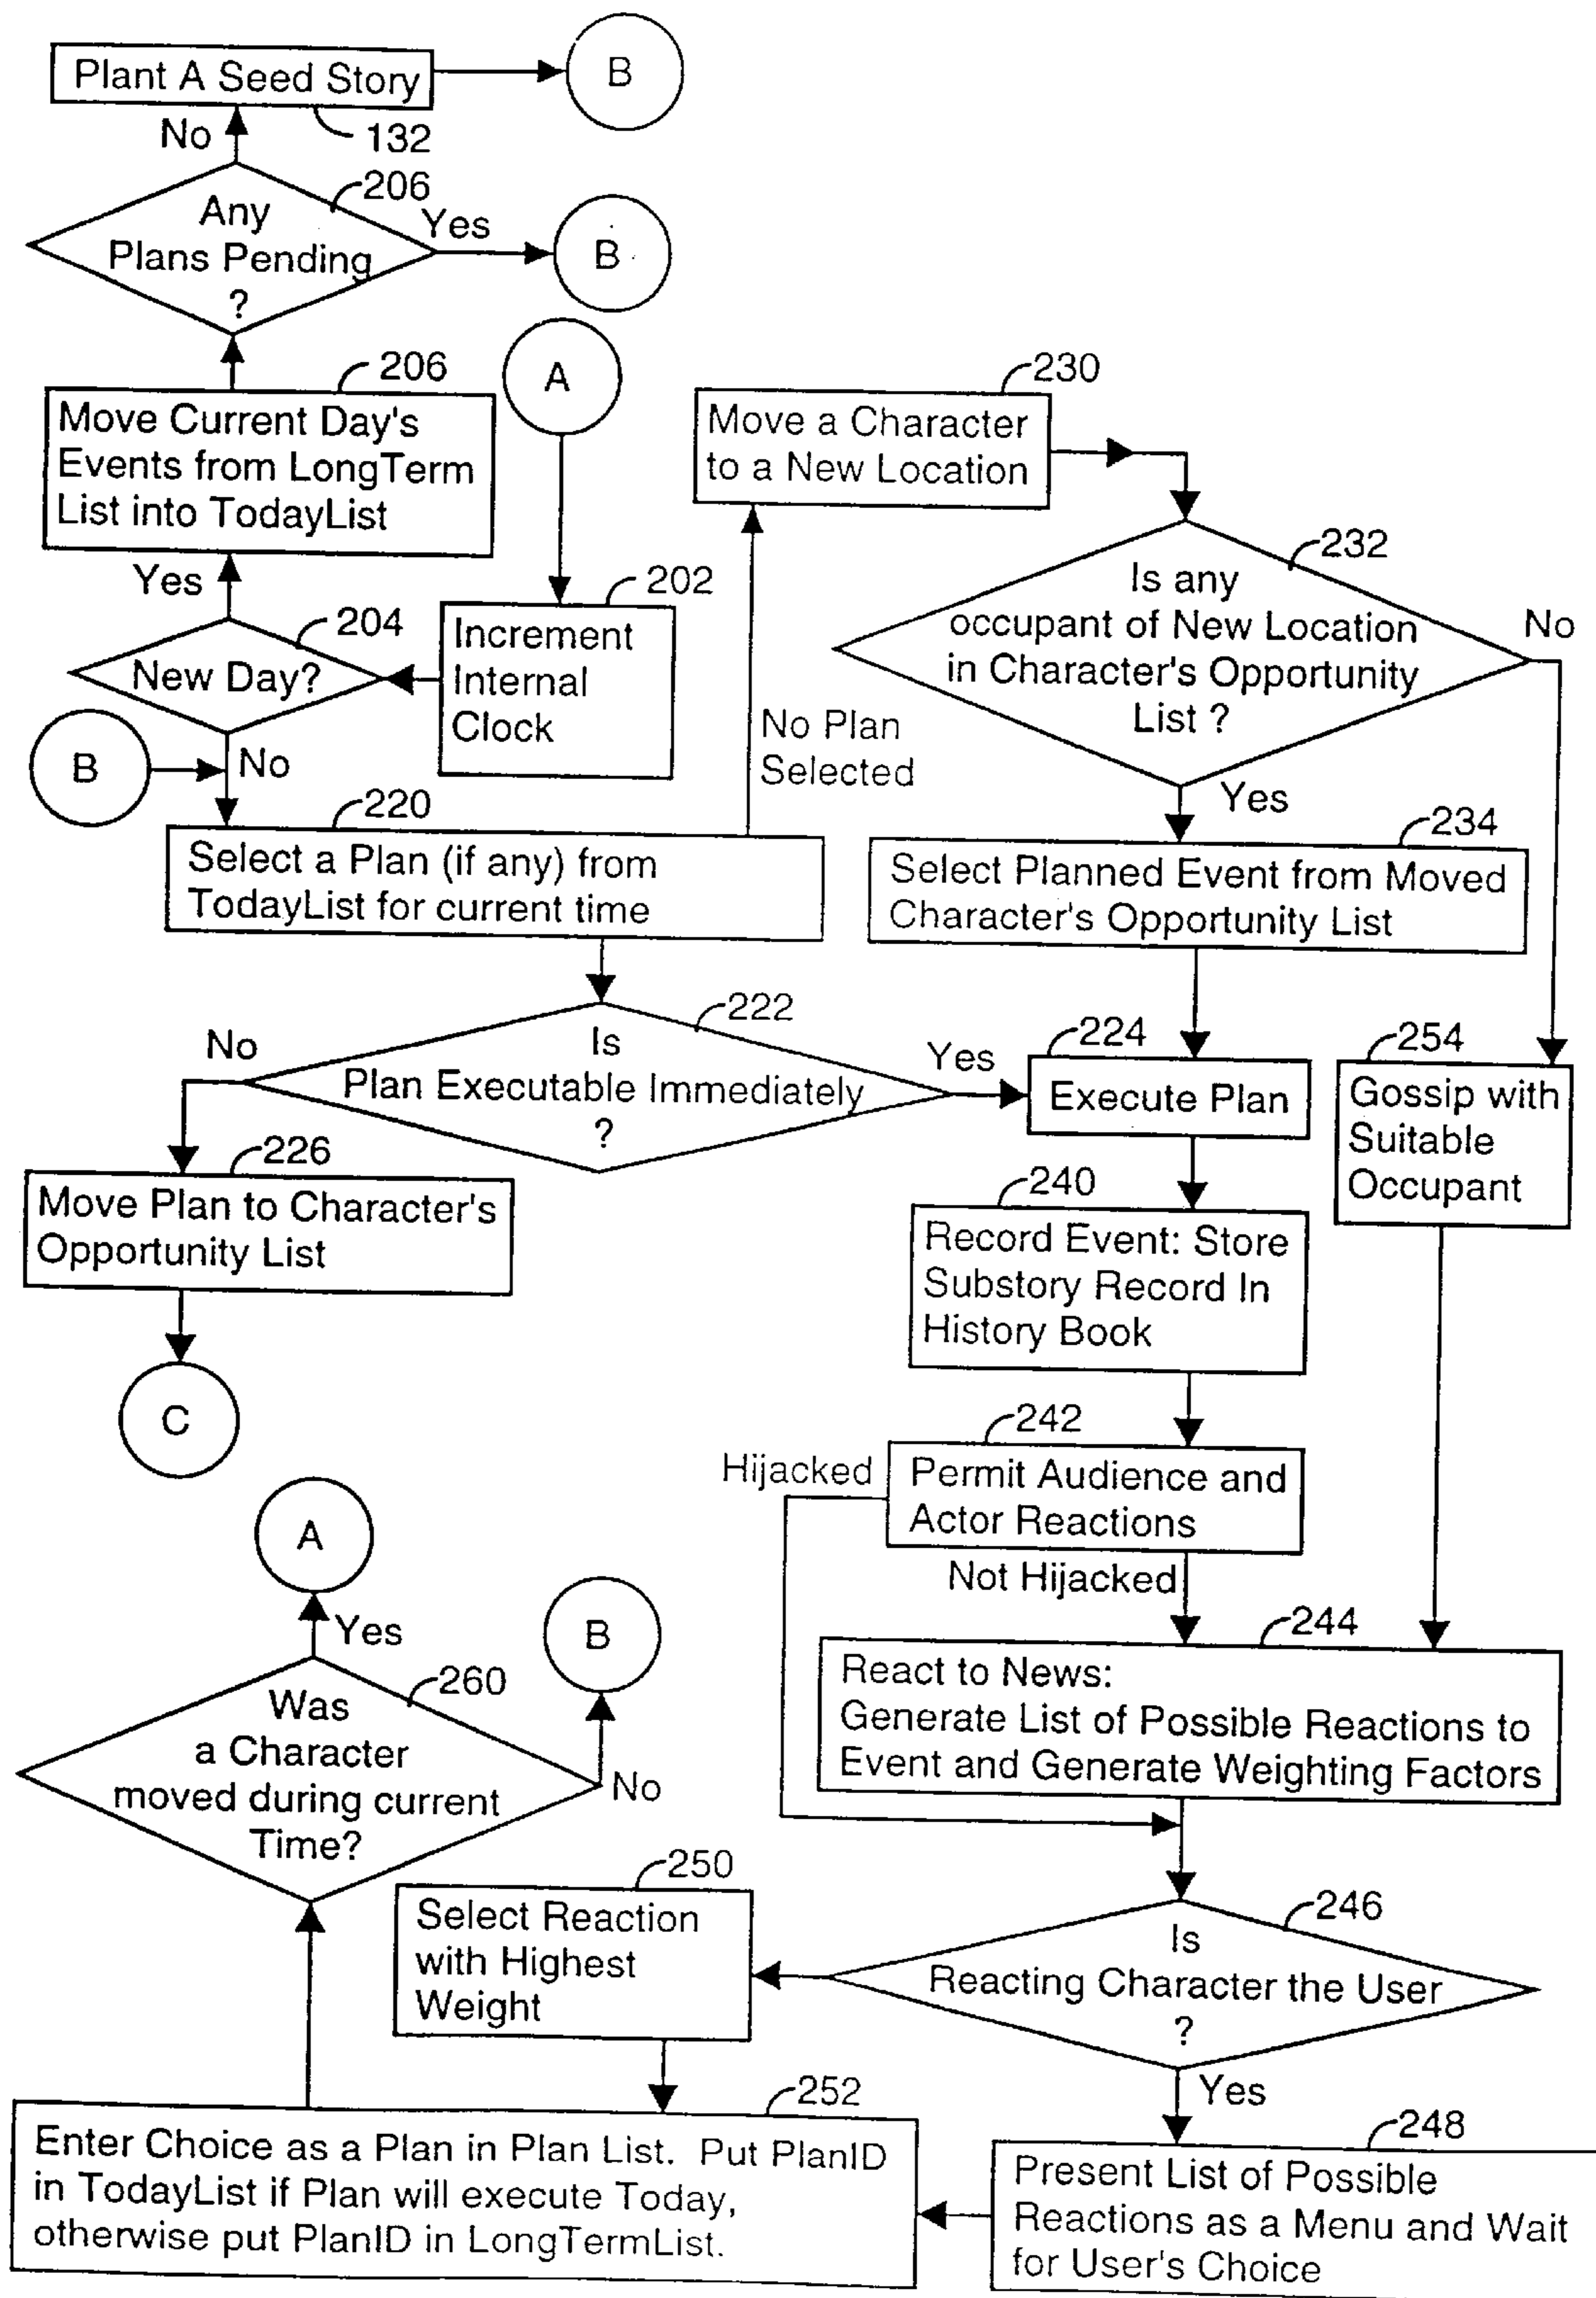 Plant A Seed Story
B
No
132
206
Any
Plans Pending
?
Yes
B
206
A
Move Current Day's
Events from LongTerm
List into TodayList
230
Move a Character
to a New Location
Yes
202
Increment
Internal
Clock
204
New Day?
232
Is any
occupant of New Location
in Character's Opportunity
List ?
No
B
No
No Plan
Selected
Yes
220
Select a Plan (if any) from
TodayList for current time
234
Select Planned Event from Moved
Character's Opportunity List
222
No
Is
Plan Executable Immediately
?
Yes
224
Execute Plan
254
Gossip with
Suitable
Occupant
226
Move Plan to Character's
Opportunity List
240
Record Event: Store
Substory Record In
History Book
C
242
Hijacked
Permit Audience and
Actor Reactions
Not Hijacked
A
Yes
B
244
React to News:
Generate List of Possible Reactions to
Event and Generate Weighting Factors
260
Was
a Character
moved during current
Time?
No
250
Select Reaction
with Highest
Weight
246
Is
Reacting Character the User
?
Yes
252
Enter Choice as a Plan in Plan List. Put PlanID
in TodayList if Plan will execute Today,
otherwise put PlanID in LongTermList.
248
Present List of Possible
Reactions as a Menu and Wait
for User's Choice